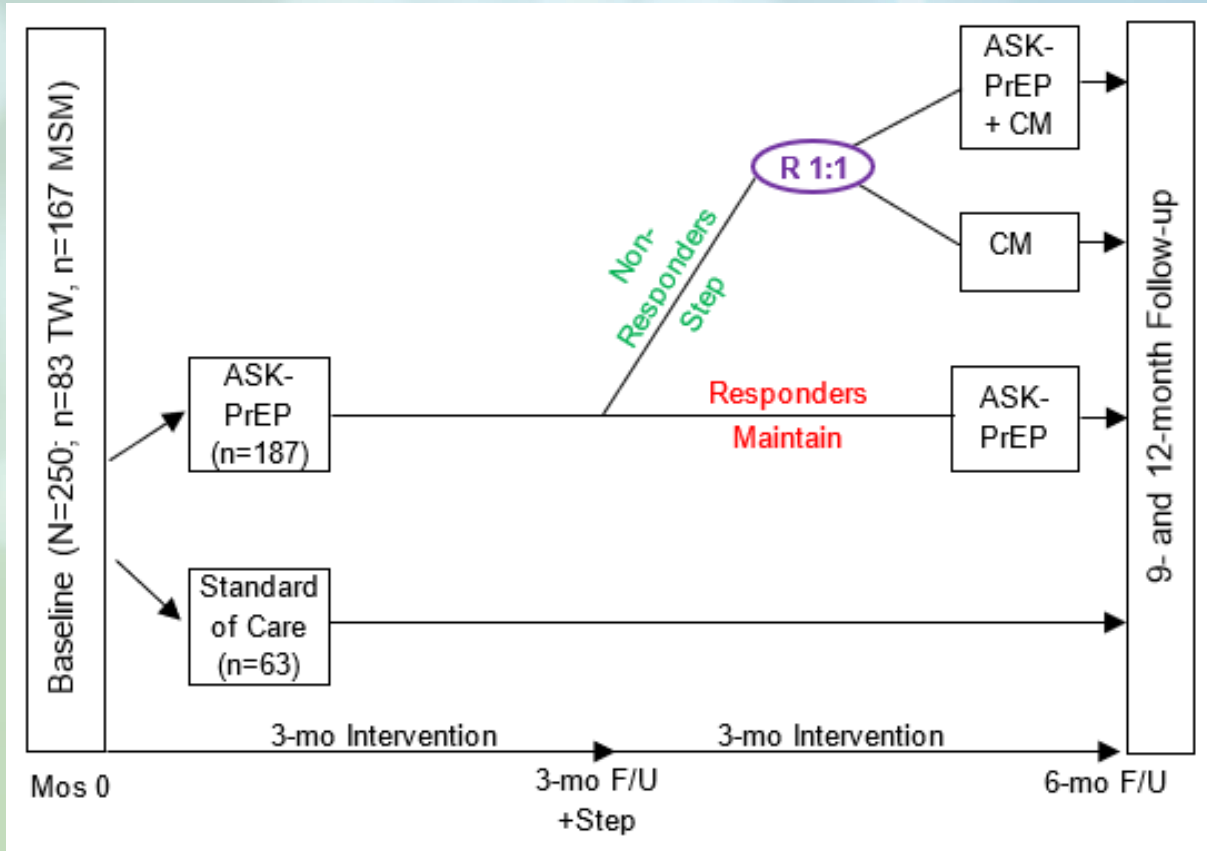 Baseline (N=250; n=83 TW, n=167 MSM)
ASK-
PrEP
(n=187)
Standard
of Care
(n=63)
Non-
Responders
Step
R 1:1
Responders
Maintain
ASK-
PrEP
+ CM
CM
ASK-
PrEP
9- and 12-month Follow-up
3-mo Intervention
3-mo Intervention
Mos 0
3-mo F/U
+Step
6-mo F/U